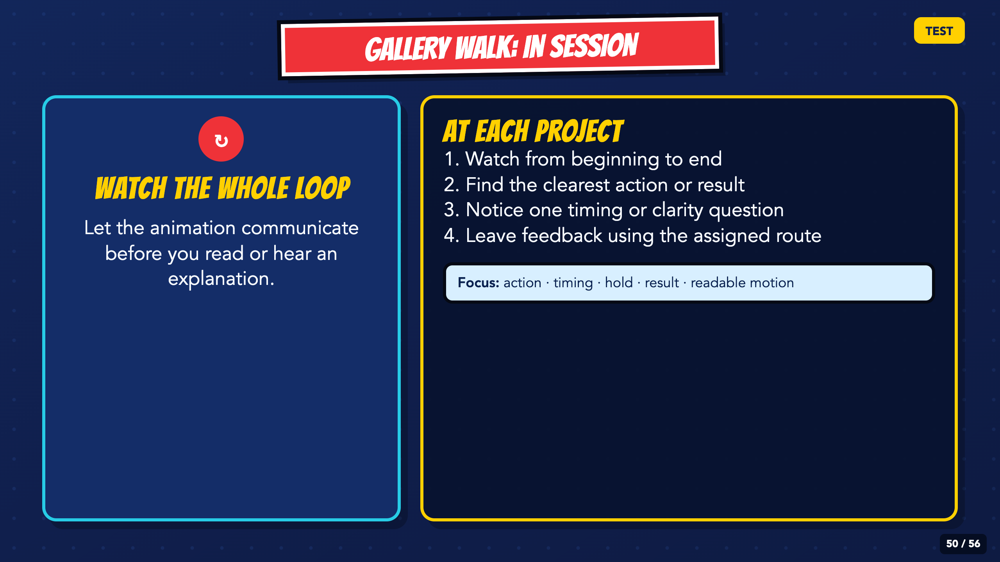 GALLERY WALK: IN SESSION
TEST
↻
WATCH THE WHOLE LOOP
Let the animation communicate
before you read or hear an
explanation.
AT EACH PROJECT
1. Watch from beginning to end
2. Find the clearest action or result
3. Notice one timing or clarity question
4. Leave feedback using the assigned route
Focus: action · timing · hold · result · readable motion
50 / 56